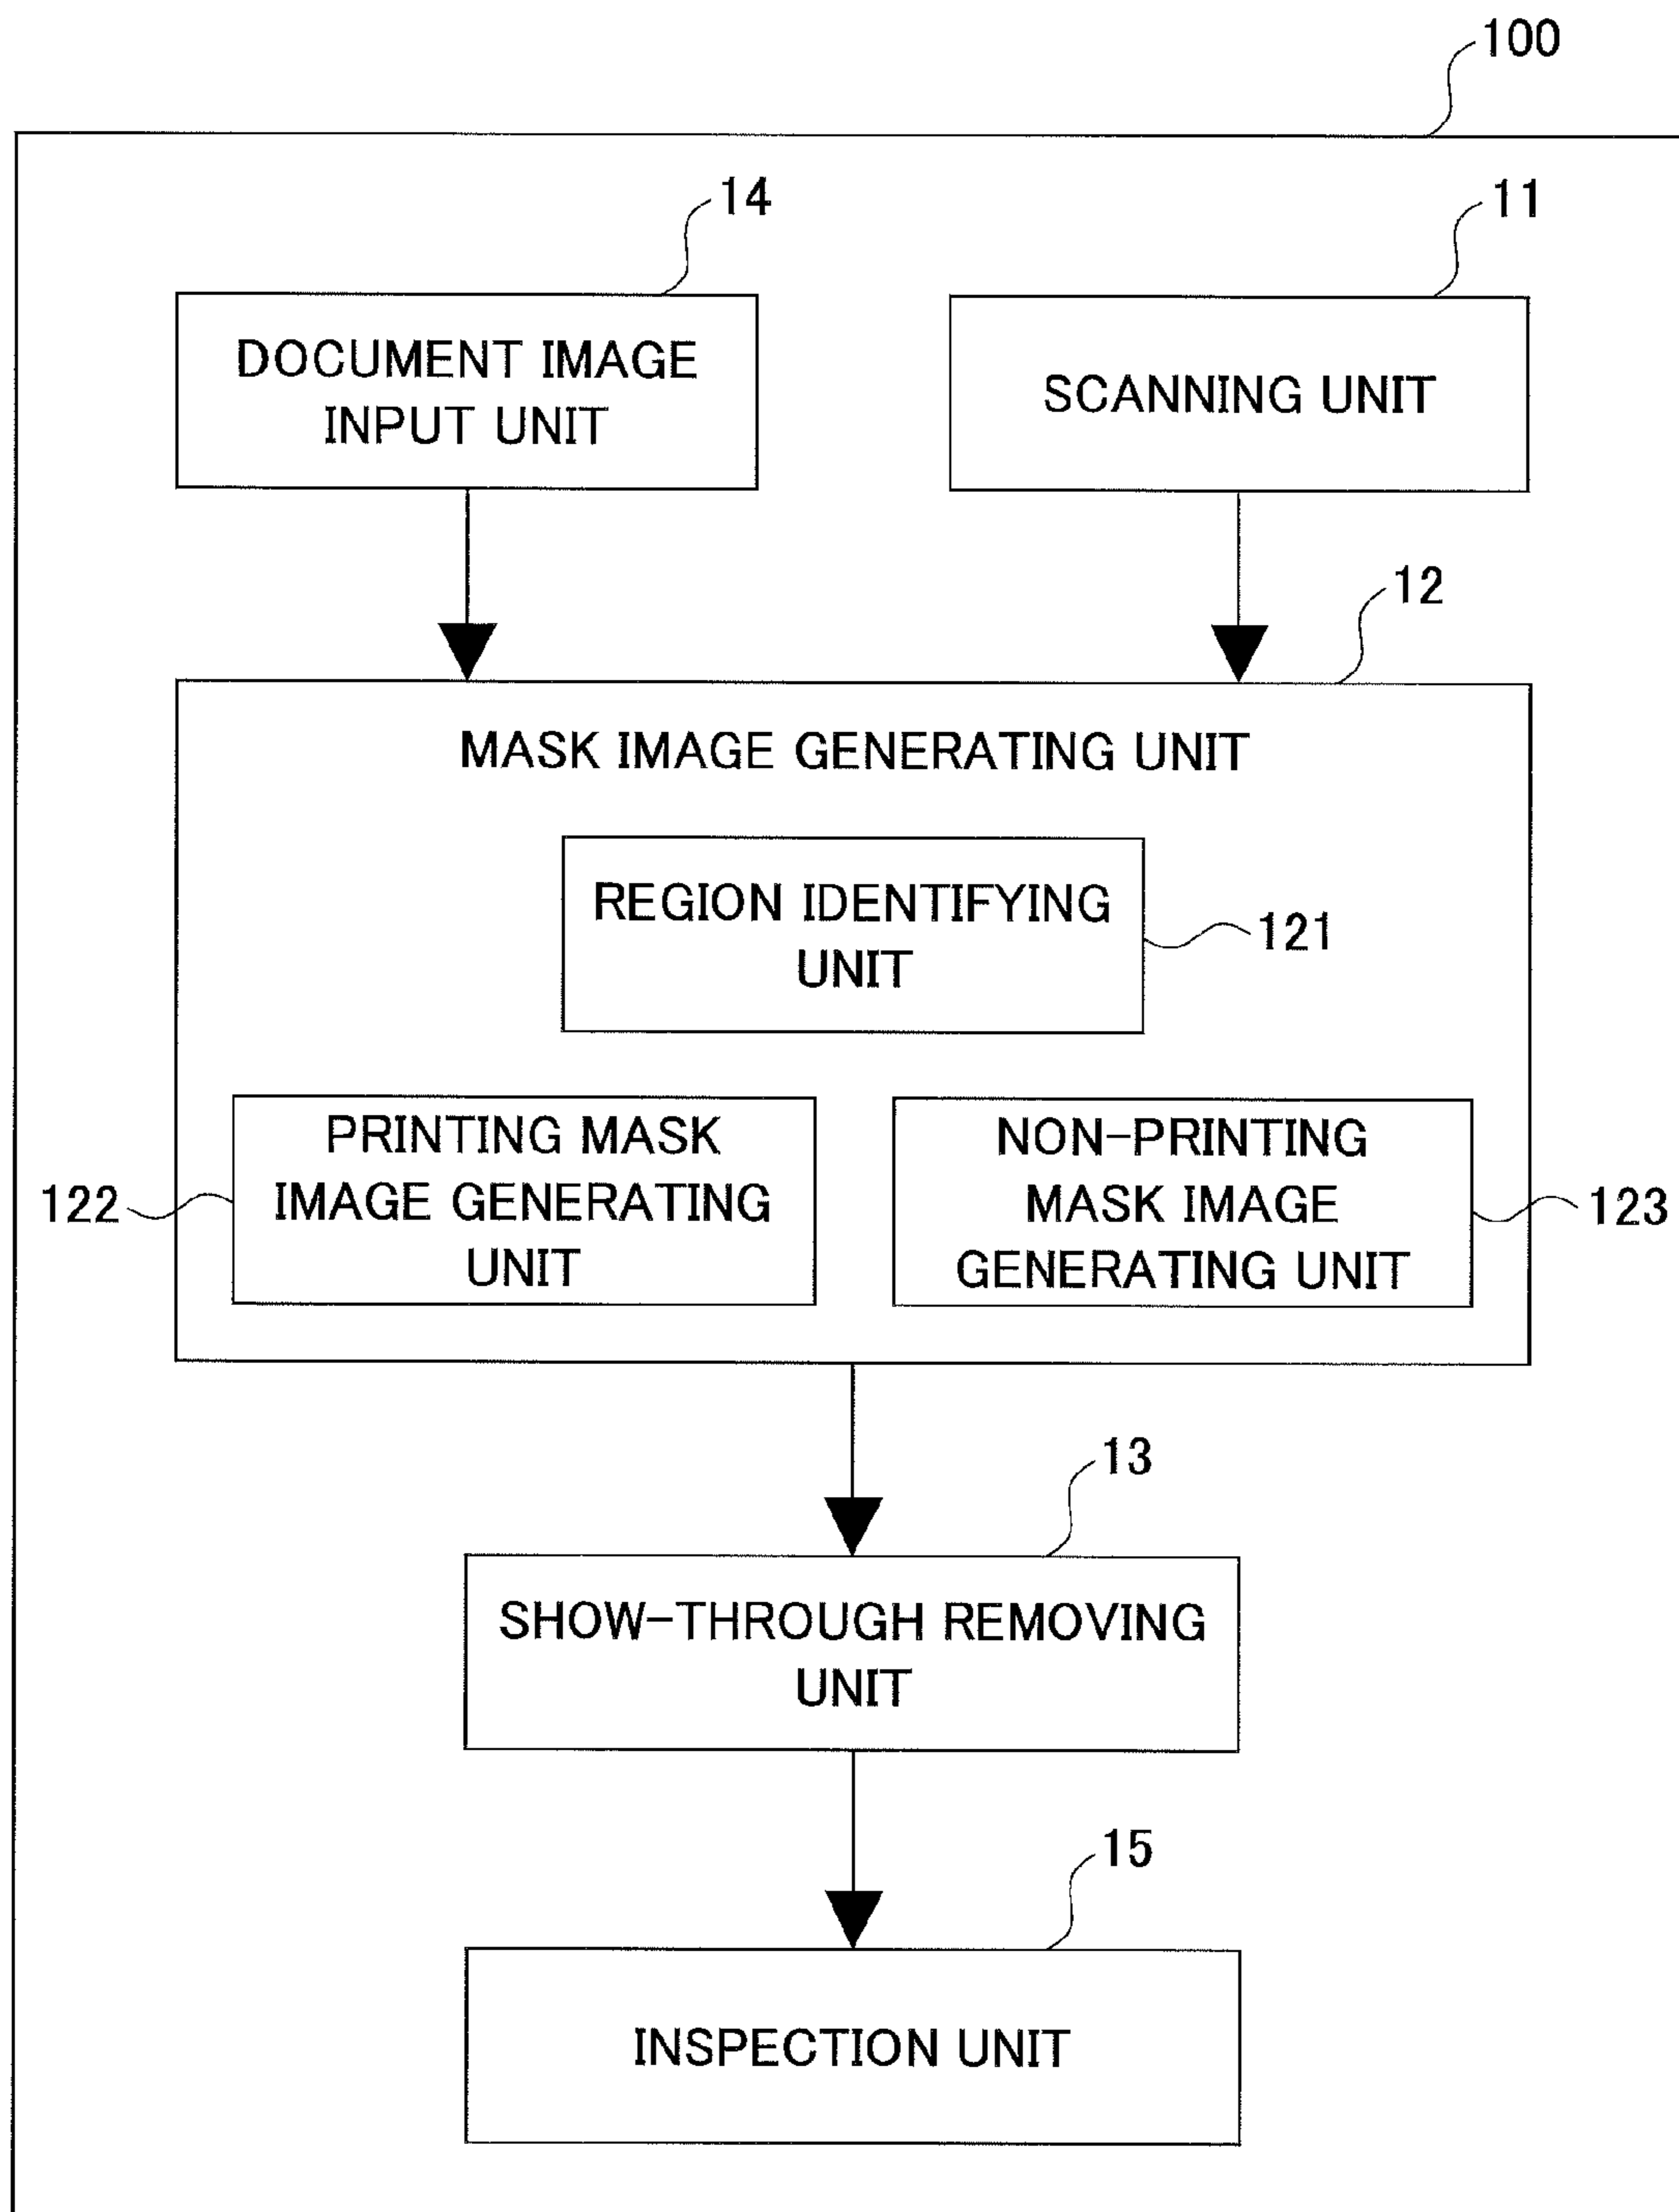 100
14
11
DOCUMENT IMAGE
INPUT UNIT
SCANNING UNIT
12
MASK IMAGE GENERATING UNIT
REGION IDENTIFYING
UNIT
121
PRINTING MASK
IMAGE GENERATING
UNIT
122
NON-PRINTING
MASK IMAGE
GENERATING UNIT
123
13
SHOW-THROUGH REMOVING
UNIT
15
INSPECTION UNIT